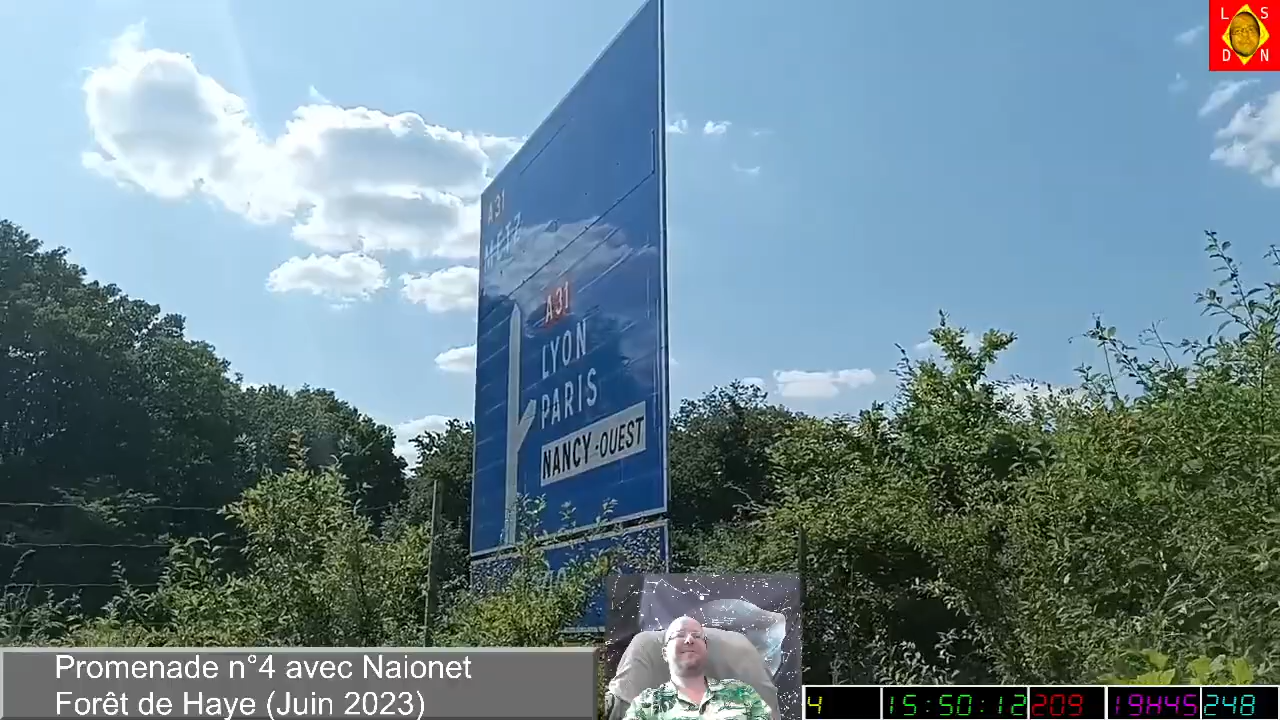 L S
D N
A31
METZ
A31
LYON
PARIS
NANCY-OUEST
Promenade n°4 avec Naionet
Forêt de Haye (Juin 2023)
4 15:50:12 209 19H45 248